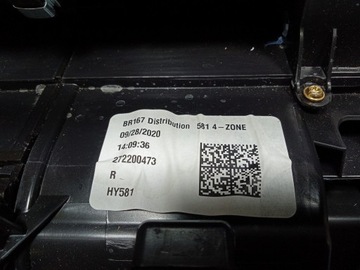 BR167 Distribution 581 4-ZONE
09/28/2020
14:09:36
272200473
R
HY581